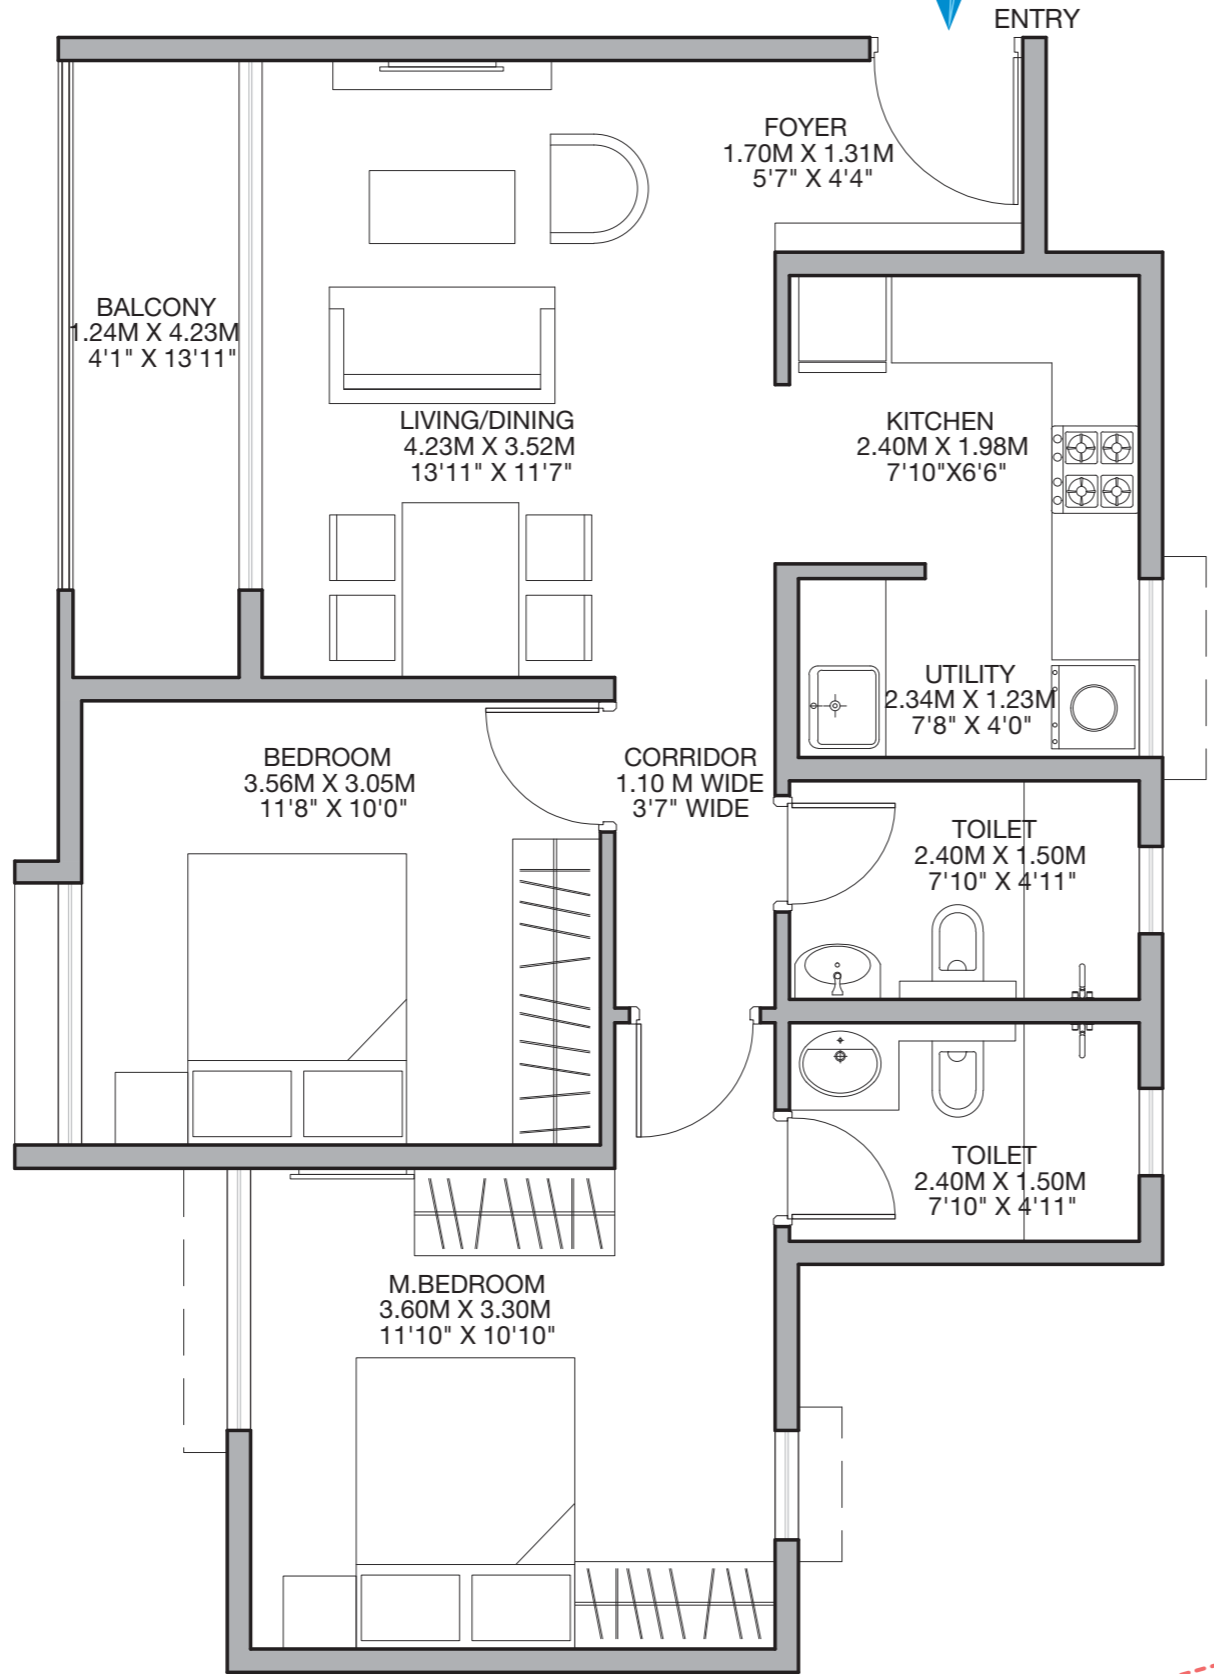 ENTRY
FOYER
1.70M X 1.31M
5'7" X 4'4"
BALCONY
1.24M X 4.23M
4'1" X 13'11"
LIVING/DINING
4.23M X 3.52M
13'11" X 11'7"
KITCHEN
2.40M X 1.98M
7'10"X6'6"
UTILITY
2.34M X 1.23M
7'8" X 4'0"
BEDROOM
3.56M X 3.05M
11'8" X 10'0"
CORRIDOR
1.10 M WIDE
3'7" WIDE
TOILET
2.40M X 1.50M
7'10" X 4'11"
TOILET
2.40M X 1.50M
7'10" X 4'11"
M.BEDROOM
3.60M X 3.30M
11'10" X 10'10"